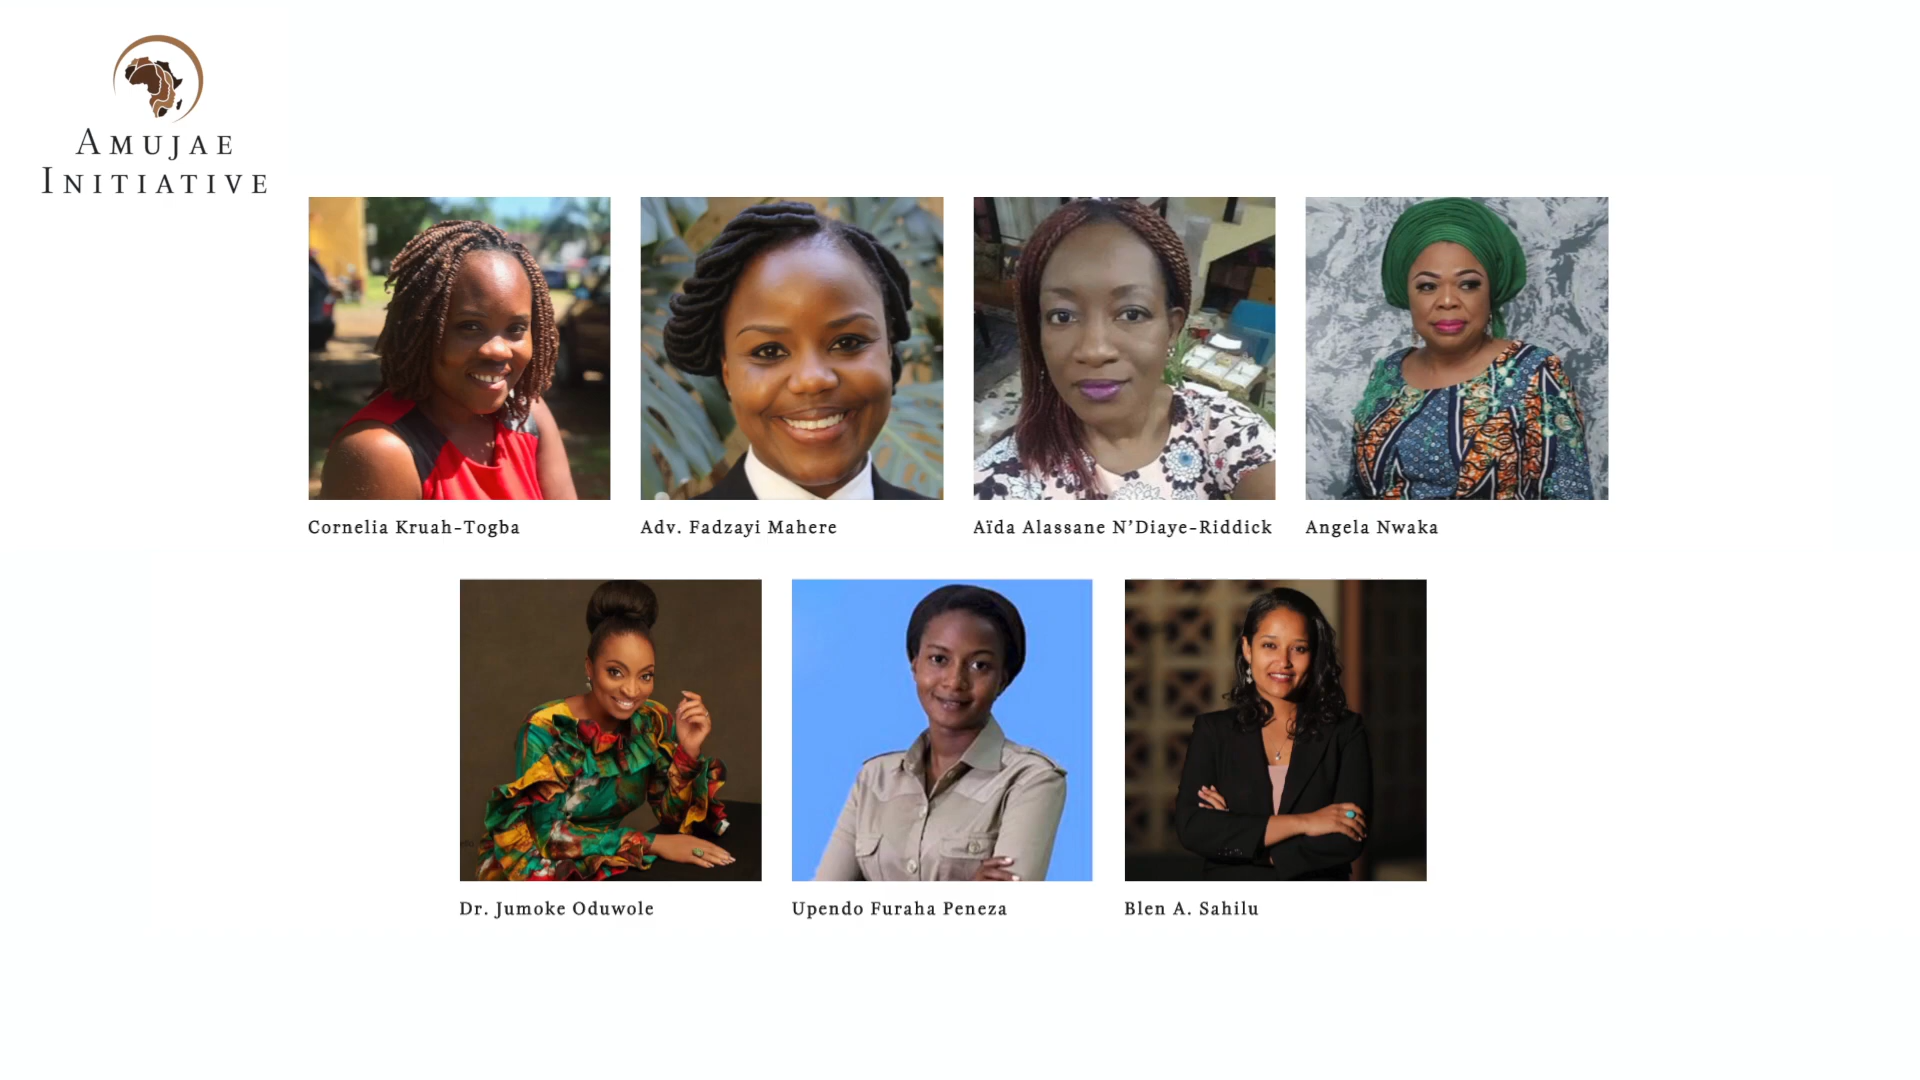 AMUJAE
INITIATIVE
Cornelia Kruah-Togba
Adv. Fadzayi Mahere
Aïda Alassane N’Diaye-Riddick
Angela Nwaka
Dr. Jumoke Oduwole
Upendo Furaha Peneza
Blen A. Sahilu